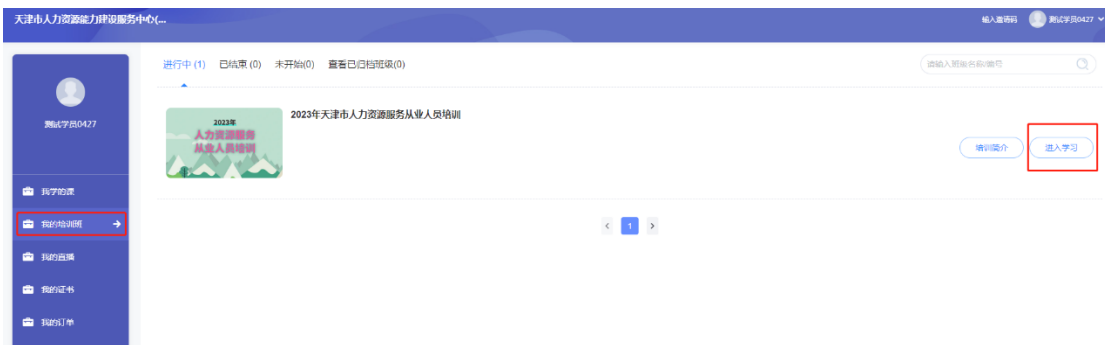 天津市人力资源能力建设服务中心(...
输入邀请码
测试学员0427
测试学员0427
我学的课
我的培训班
我的直播
我的证书
我的订单
进行中 (1) 已结束 (0) 未开始(0) 查看已归档班级(0)
请输入班级名称/编号
2023年
人力资源服务
从业人员培训
2023年天津市人力资源服务从业人员培训
培训简介
进入学习
1